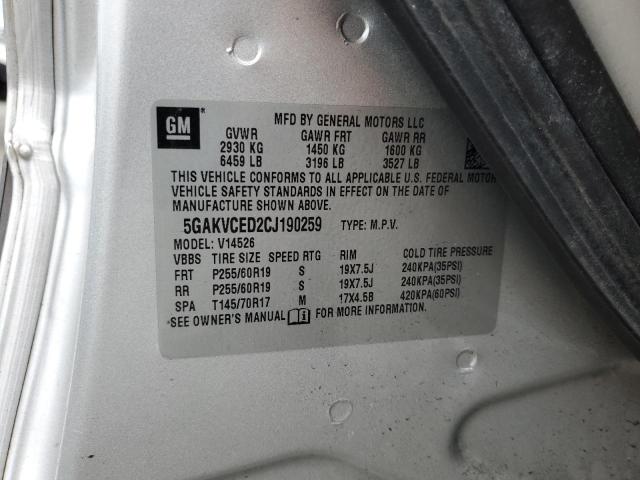 GM
MFD BY GENERAL MOTORS LLC
GVWR GAWR FRT GAWR RR
2930 KG 1450 KG 1600 KG
6459 LB 3196 LB 3527 LB
THIS VEHICLE CONFORMS TO ALL APPLICABLE U.S. FEDERAL MOTOR
VEHICLE SAFETY STANDARDS IN EFFECT ON THE DATE OF
MANUFACTURE SHOWN ABOVE.
5GAKVCED2CJ190259 TYPE: M.P.V.
MODEL: V14526
VBBS TIRE SIZE SPEED RTG RIM COLD TIRE PRESSURE
FRT P255/60R19 S 19X7.5J 240KPA(35PSI)
RR P255/60R19 S 19X7.5J 240KPA(35PSI)
SPA T145/70R17 M 17X4.5B 420KPA(60PSI)
*SEE OWNER'S MANUAL FOR MORE INFORMATION.